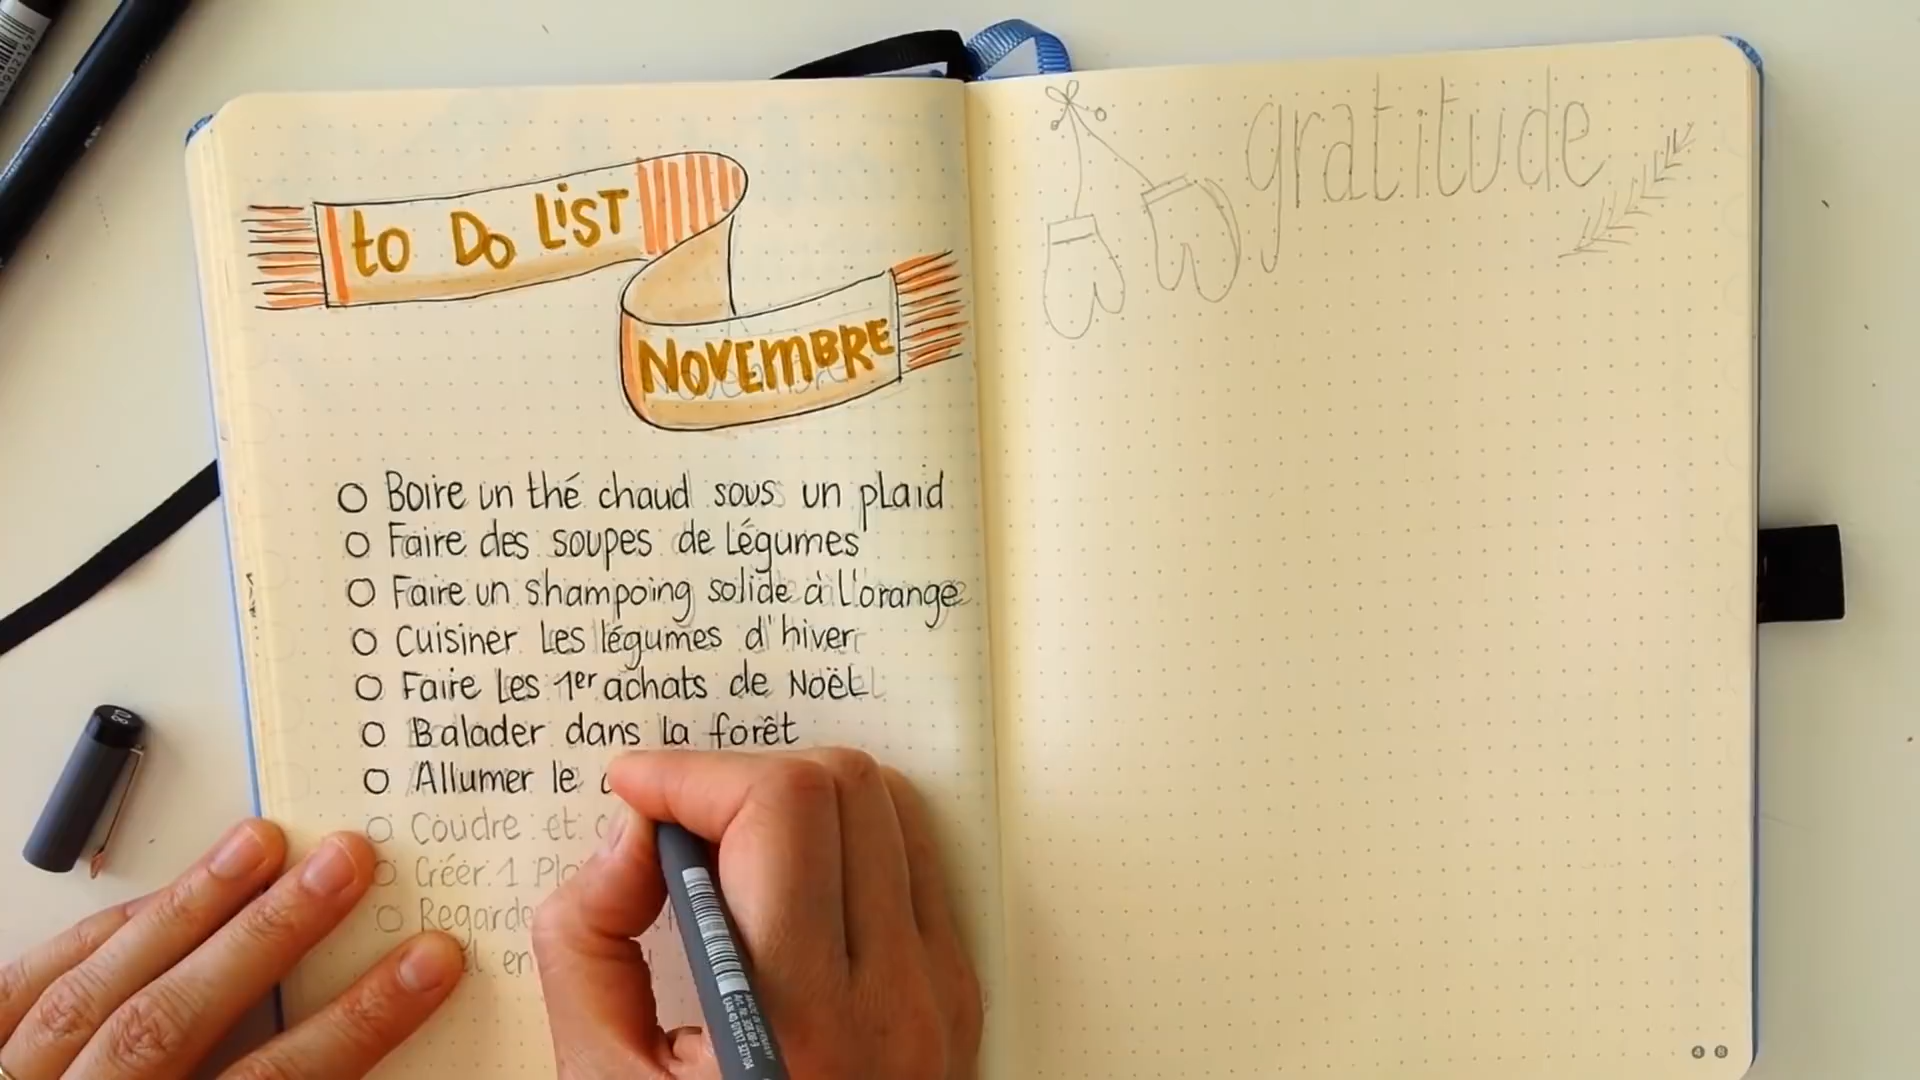 to Do LiST
NOVEMBRE
gratitude
O Boire un thé chaud sous un plaid
O Faire des soupes de légumes
O Faire un shampoing solide à l'orange
O Cuisiner les légumes d'hiver
O Faire les 1er achats de Noël
O Balader dans la forêt
O Allumer le
O Coudre et
O Créer 1
O Regarde
en